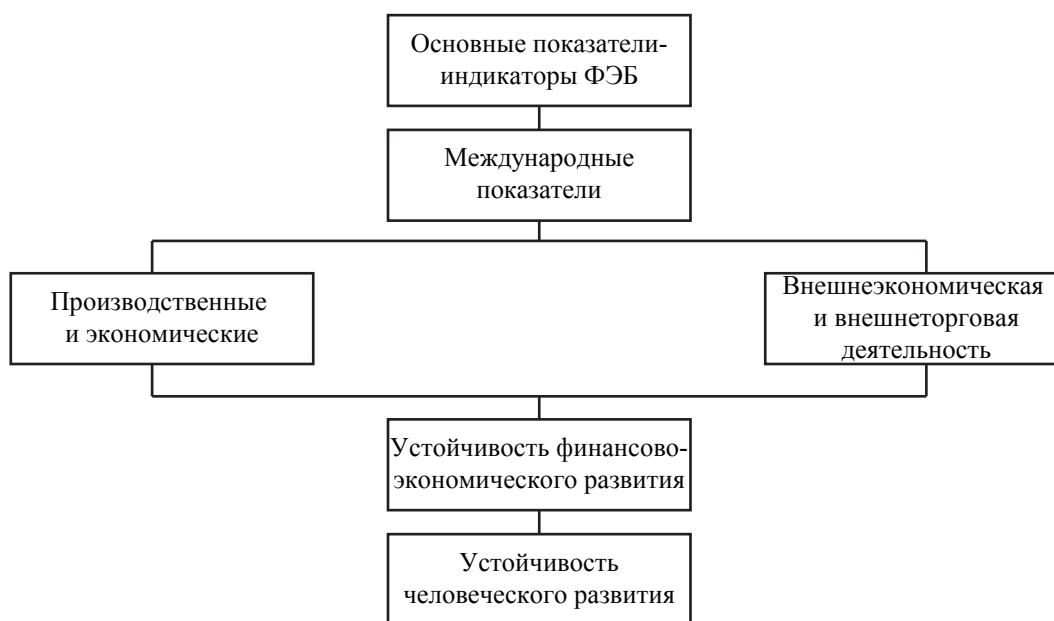 Основные показатели-
индикаторы ФЭБ
Международные
показатели
Производственные
и экономические
Внешнеэкономическая
и внешнеторговая
деятельность
Устойчивость финансово-
экономического развития
Устойчивость
человеческого развития